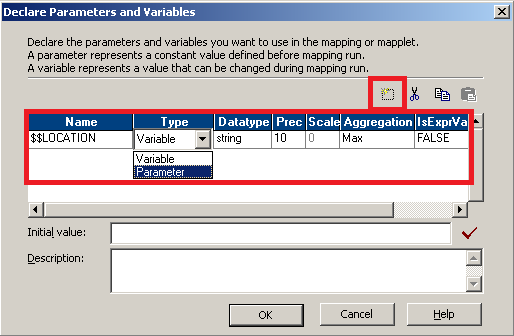 Declare Parameters and Variables
Declare the parameters and variables you want to use in the mapping or mapplet.
A parameter represents a constant value defined before mapping run.
A variable represents a value that can be changed during mapping run.
Name Type Datatype Prec Scale Aggregation IsExprVa
$$LOCATION Variable string 10 0 Max FALSE
Variable
Parameter
Initial value:
Description:
OK Cancel Help